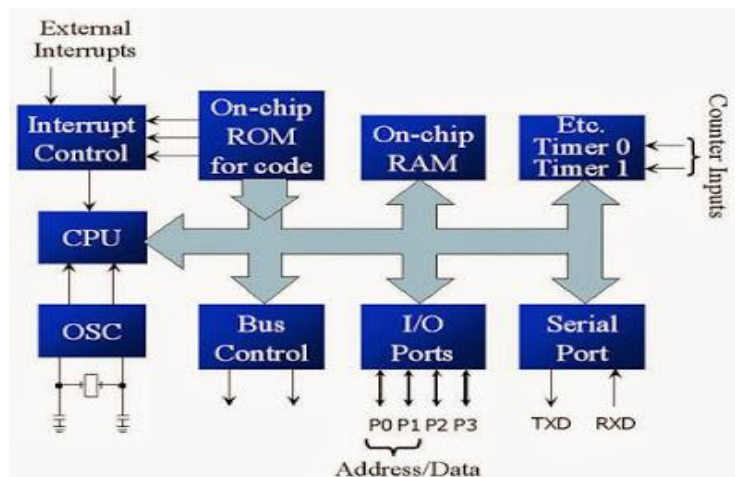 External
Interrupts
Interrupt
Control
On-chip
ROM
for code
On-chip
RAM
Etc.
Timer 0
Timer 1
Counter Inputs
CPU
OSC
Bus
Control
I/O
Ports
Serial
Port
P0 P1 P2 P3
TXD RXD
Address/Data